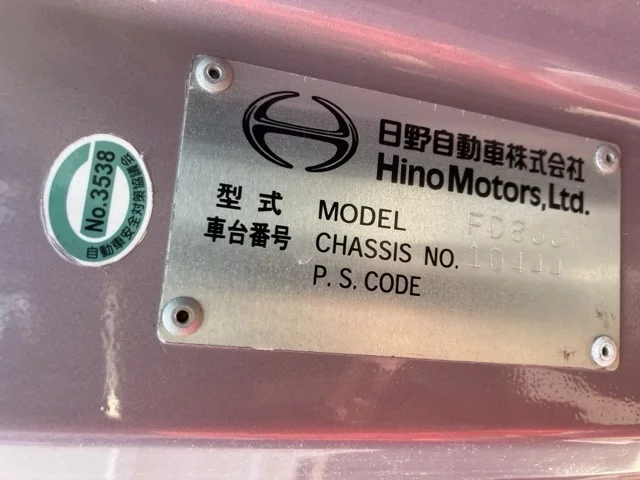 No.3538
自動車安全対策協議会
日野自動車株式会社
Hino Motors, Ltd.
型式 MODEL
車台番号 CHASSIS NO. 10444
P.S.CODE